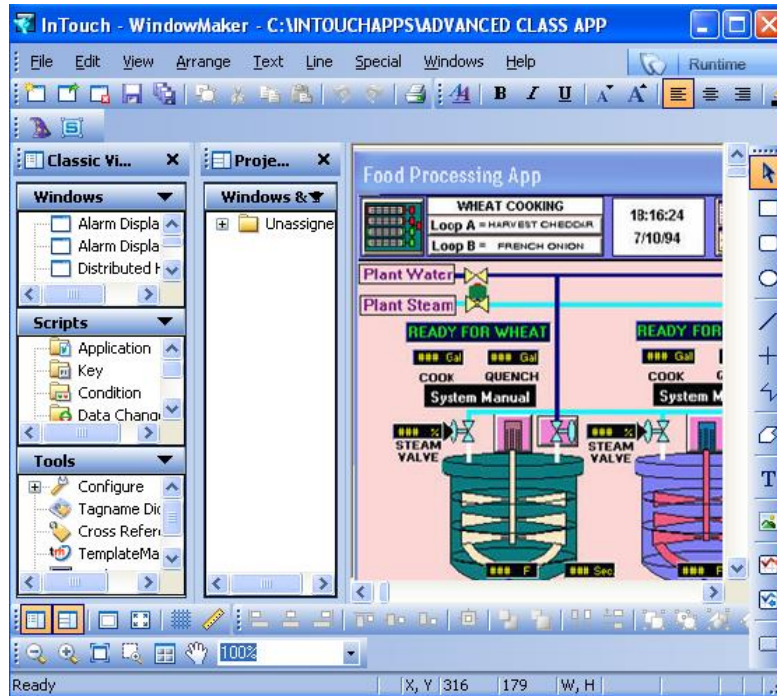 InTouch - WindowMaker - C:\INTOUCHAPPS\ADVANCED CLASS APP
File Edit View Arrange Text Line Special Windows Help
Runtime
B I U A A
Classic Vi...
Windows
Alarm Displa
Alarm Displa
Distributed H
Scripts
Application
Key
Condition
Data Chang
Tools
Configure
Tagname Dic
Cross Refer
TemplateMa
Proje...
Windows &
Unassigne
Food Processing App
WHEAT COOKING
Loop A = HARVEST CHEDDAR
Loop B = FRENCH ONION
18:16:24
7/10/94
Plant Water
Plant Steam
READY FOR WHEAT
READY FOR
### Gal ### Gal
### Gal
COOK QUENCH
COOK
System Manual
System M
### %
STEAM
VALVE
### %
STEAM
VALVE
### F
### Sec
### F
T
100%
Ready
X, Y 316 179 W, H